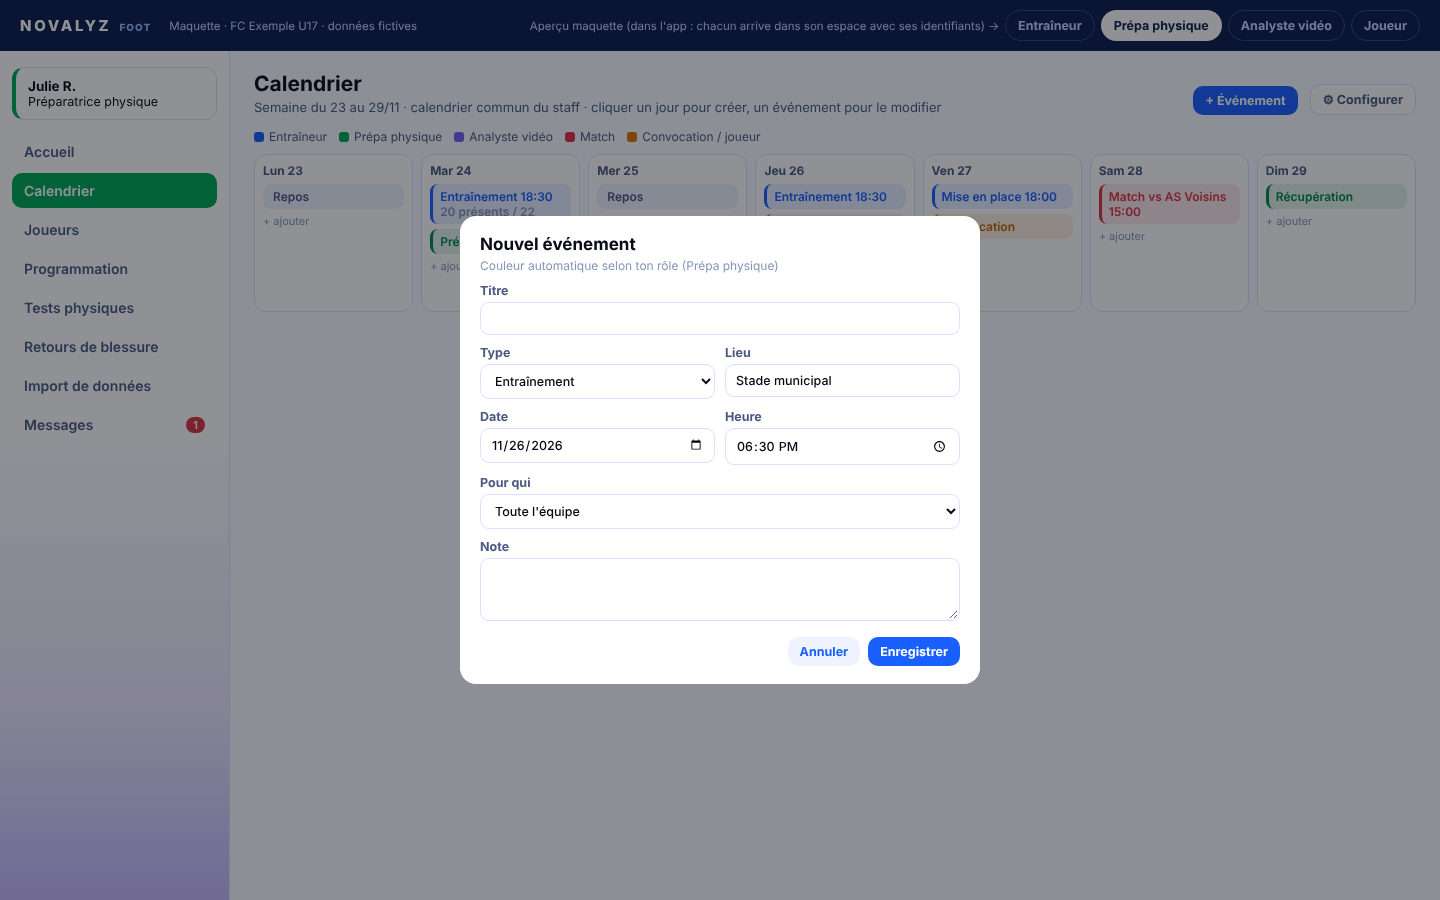 NOVALYZ FOOT Maquette · FC Exemple U17 · données fictives Aperçu maquette (dans l'app : chacun arrive dans son espace avec ses identifiants) → Entraîneur Prépa physique Analyste vidéo Joueur
Julie R.
Préparatrice physique
Accueil
Calendrier
Joueurs
Programmation
Tests physiques
Retours de blessure
Import de données
Messages 1
Calendrier
Semaine du 23 au 29/11 · calendrier commun du staff · cliquer un jour pour créer, un événement pour le modifier
+ Événement ⚙ Configurer
Entraîneur Prépa physique Analyste vidéo Match Convocation / joueur
Lun 23
Repos
+ ajouter
Mar 24
Entraînement 18:30
20 présents / 22
Pré
+ ajou
Mer 25
Repos
Jeu 26
Entraînement 18:30
Ven 27
Mise en place 18:00
cation
Sam 28
Match vs AS Voisins
15:00
+ ajouter
Dim 29
Récupération
+ ajouter
Nouvel événement
Couleur automatique selon ton rôle (Prépa physique)
Titre
Type Lieu
Entraînement Stade municipal
Date Heure
11/26/2026 06:30 PM
Pour qui
Toute l'équipe
Note
Annuler Enregistrer